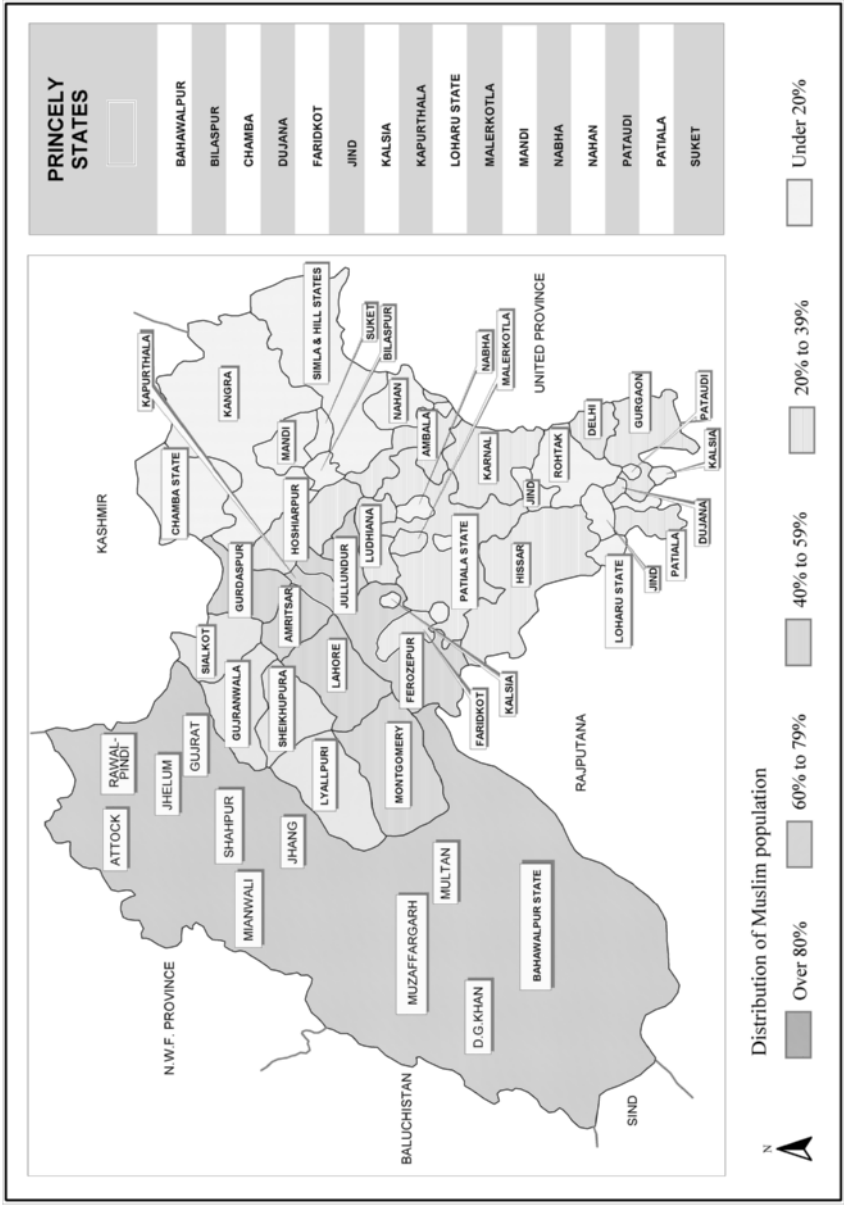 PRINCELY
STATES
BAHAWALPUR
BILASPUR
CHAMBA
DUJANA
FARIDKOT
JIND
KALSIA
KAPURTHALA
LOHARU STATE
MALERKOTLA
MANDI
NABHA
NAHAN
PATAUDI
PATIALA
SUKET
KASHMIR
N.W.F. PROVINCE
BALUCHISTAN
SIND
RAJPUTANA
UNITED PROVINCE
ATTOCK
RAWAL-
PINDI
JHELUM
GUJRAT
SHAHPUR
MIANWALI
JHANG
MUZAFFARGARH
MULTAN
D.G.KHAN
BAHAWALPUR STATE
SIALKOT
GUJRANWALA
SHEIKHUPURA
LYALLPURI
MONTGOMERY
LAHORE
AMRITSAR
GURDASPUR
KAPURTHALA
CHAMBA STATE
KANGRA
MANDI
SIMLA & HILL STATES
SUKET
BILASPUR
HOSHIARPUR
JULLUNDUR
LUDHIANA
FEROZEPUR
FARIDKOT
KALSIA
NAHAN
AMBALA
NABHA
MALERKOTLA
PATIALA STATE
KARNAL
JIND
HISSAR
ROHTAK
DELHI
GURGAON
PATAUDI
KALSIA
DUJANA
PATIALA
JIND
LOHARU STATE
Distribution of Muslim population
N
Over 80%
60% to 79%
40% to 59%
20% to 39%
Under 20%